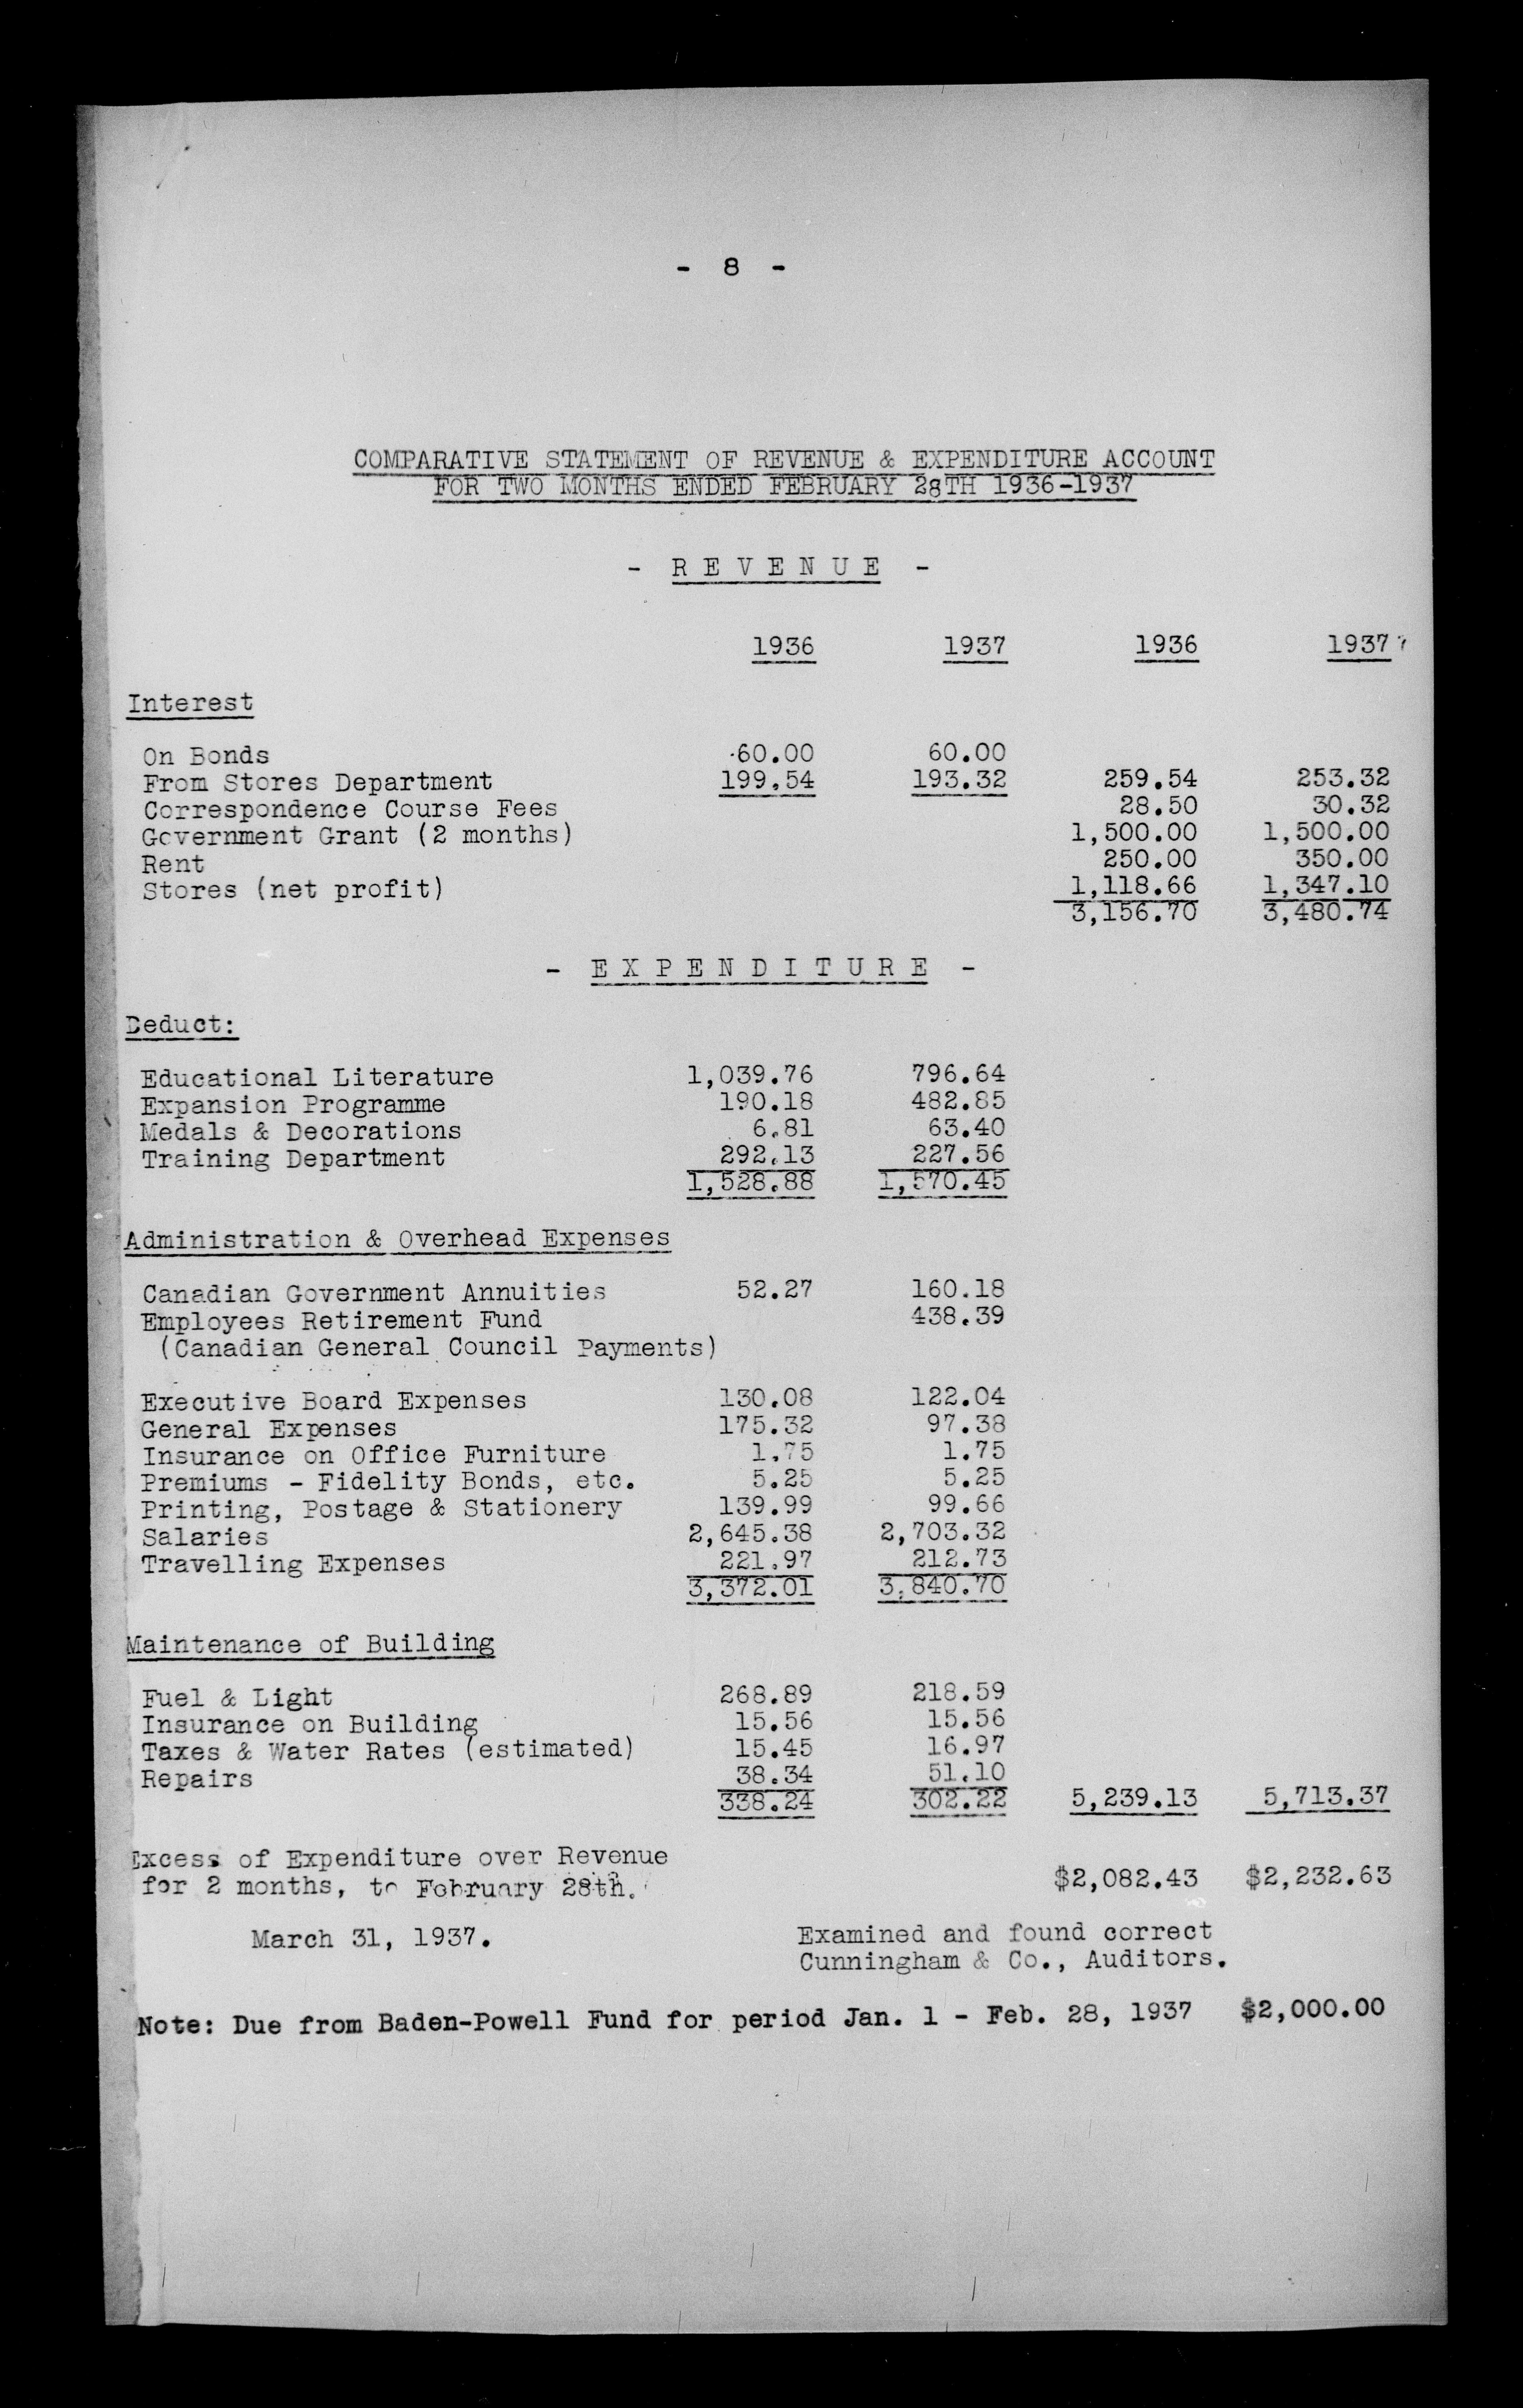 - 8 -
COMPARATIVE STATEMENT OF REVENUE & EXPENDITURE ACCOUNT
FOR TWO MONTHS ENDED FEBRUARY 28TH 1936-1937
- R E V E N U E -
1936 1937 1936 1937
Interest
On Bonds 60.00 60.00
From Stores Department 199.54 193.32 259.54 253.32
Correspondence Course Fees 28.50 30.32
Government Grant (2 months) 1,500.00 1,500.00
Rent 250.00 350.00
Stores (net profit) 1,118.66 1,347.10
3,156.70 3,480.74
- E X P E N D I T U R E -
Deduct:
Educational Literature 1,039.76 796.64
Expansion Programme 190.18 482.85
Medals & Decorations 6.81 63.40
Training Department 292.13 227.56
1,528.88 1,570.45
Administration & Overhead Expenses
Canadian Government Annuities 52.27 160.18
Employees Retirement Fund 438.39
(Canadian General Council Payments)
Executive Board Expenses 130.08 122.04
General Expenses 175.32 97.38
Insurance on Office Furniture 1.75 1.75
Premiums - Fidelity Bonds, etc. 5.25 5.25
Printing, Postage & Stationery 139.99 99.66
Salaries 2,645.38 2,703.32
Travelling Expenses 221.97 212.73
3,372.01 3,840.70
Maintenance of Building
Fuel & Light 268.89 218.59
Insurance on Building 15.56 15.56
Taxes & Water Rates (estimated) 15.45 16.97
Repairs 38.34 51.10
338.24 302.22 5,239.13 5,713.37
Excess of Expenditure over Revenue
for 2 months, to February 28th. $2,082.43 $2,232.63
March 31, 1937. Examined and found correct
Cunningham & Co., Auditors.
Note: Due from Baden-Powell Fund for period Jan. 1 - Feb. 28, 1937 $2,000.00